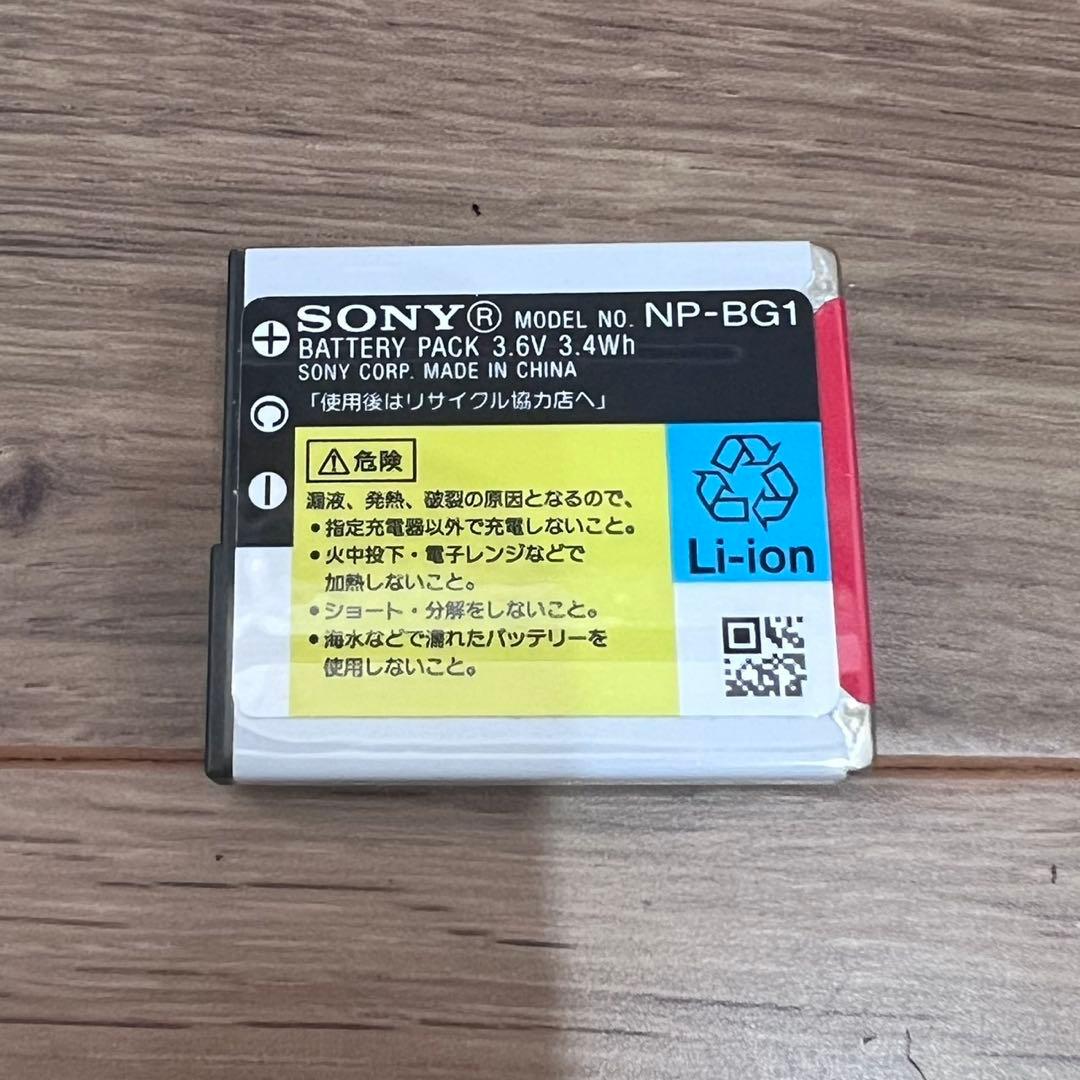 SONY® MODEL NO. NP-BG1
BATTERY PACK 3.6V 3.4Wh
SONY CORP. MADE IN CHINA
「使用後はリサイクル協力店へ」
⚠危険
漏液、発熱、破裂の原因となるので、
•指定充電器以外で充電しないこと。
•火中投下・電子レンジなどで
加熱しないこと。
•ショート・分解をしないこと。
•海水などで濡れたバッテリーを
使用しないこと。
Li-ion